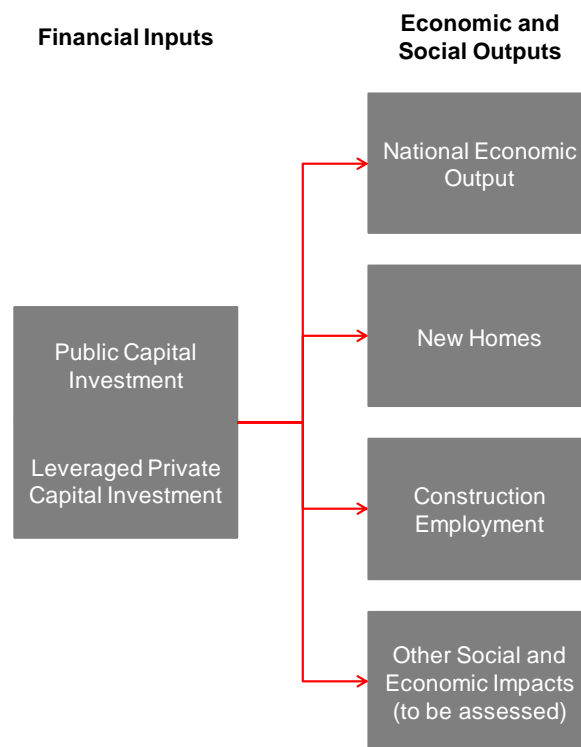 Financial Inputs
Economic and
Social Outputs
National Economic
Output
New Homes
Public Capital
Investment
Leveraged Private
Capital Investment
Construction
Employment
Other Social and
Economic Impacts
(to be assessed)